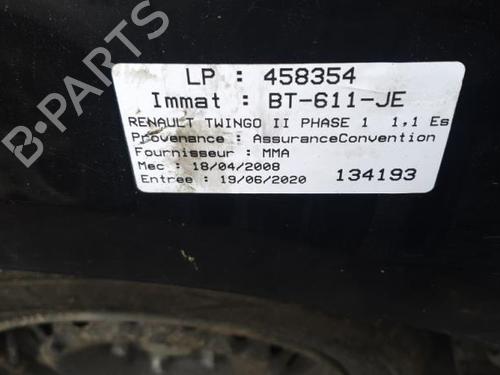 B-PARTS
LP : 458354
Immat : BT-611-JE
RENAULT TWINGO II PHASE 1 1,1 Es
Provenance : AssuranceConvention
Fournisseur : MMA
Mec : 18/04/2008
Entree : 19/06/2020 134193